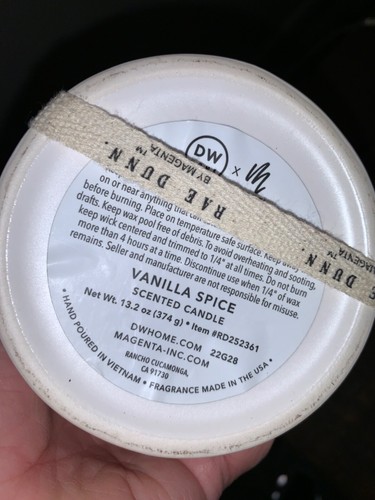 DW
x
BY MAGENTA™
RAE DUNN.
MAGENTA™
DUNN.
on or near anything that can
before burning. Place on temperature safe surface. Keep away
drafts. Keep wax pool free of debris. To avoid overheating and sooting,
keep wick centered and trimmed to 1/4" at all times. Do not burn
more than 4 hours at a time. Discontinue use when 1/4" of wax
remains. Seller and manufacturer are not responsible for misuse.
VANILLA SPICE
SCENTED CANDLE
Net Wt. 13.2 oz (374 g) • Item #RD252361
DWHOME.COM 22G28
MAGENTA-INC.COM
RANCHO CUCAMONGA,
CA 91730
• HAND POURED IN VIETNAM • FRAGRANCE MADE IN THE USA •